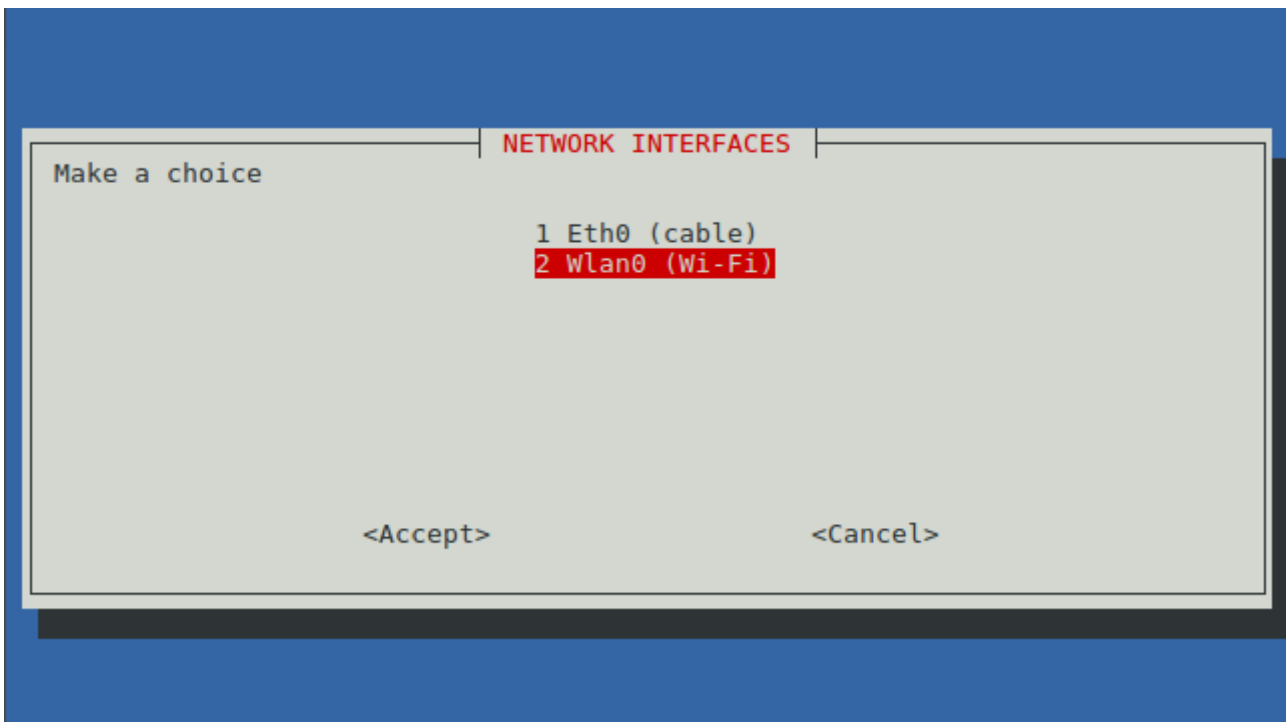 NETWORK INTERFACES
Make a choice
1 Eth0 (cable)
2 Wlan0 (Wi-Fi)
<Accept> <Cancel>